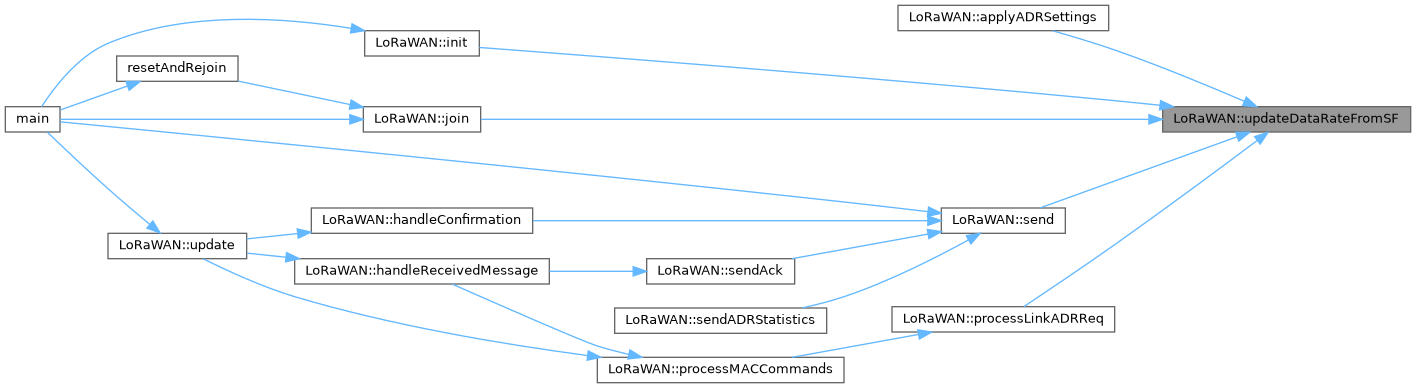 LoRaWAN::applyADRSettings
LoRaWAN::init
resetAndRejoin
main
LoRaWAN::join
LoRaWAN::updateDataRateFromSF
LoRaWAN::handleConfirmation
LoRaWAN::send
LoRaWAN::update
LoRaWAN::handleReceivedMessage
LoRaWAN::sendAck
LoRaWAN::sendADRStatistics
LoRaWAN::processLinkADRReq
LoRaWAN::processMACCommands